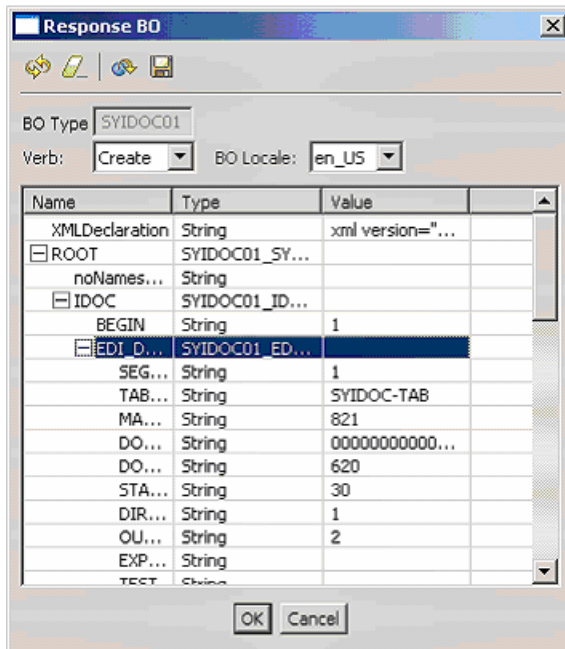 Response BO
BO Type SYIDOC01
Verb: Create BO Locale: en_US
Name Type Value
XMLDeclaration String xml version="...
ROOT SYIDOC01_SY...
noNames... String
IDOC SYIDOC01_ID...
BEGIN String 1
EDI_D... SYIDOC01_ED...
SEG... String 1
TAB... String SYIDOC-TAB
MA... String 821
DO... String 00000000000...
DO... String 620
STA... String 30
DIR... String 1
OU... String 2
EXP... String
TEST String
OK Cancel